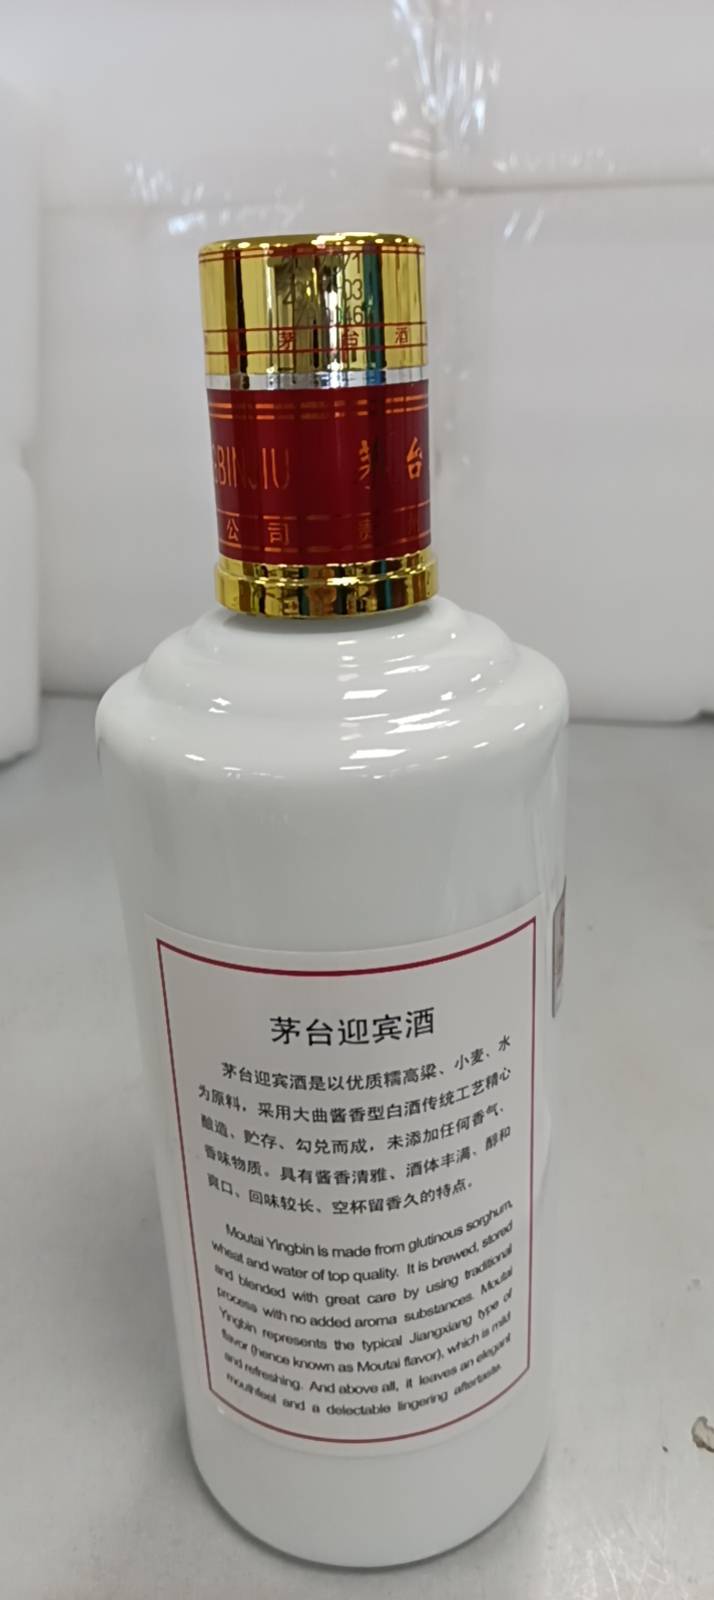 茅台酒
GBINJIU 茅台
公司 贵州
茅台迎宾酒
茅台迎宾酒是以优质糯高粱、小麦、水
为原料，采用大曲酱香型白酒传统工艺精心
酿造、贮存、勾兑而成，未添加任何香气、
香味物质。具有酱香清雅、酒体丰满、醇和
爽口、回味较长、空杯留香久的特点。
Moutai Yingbin is made from glutinous sorghum,
wheat and water of top quality. It is brewed, stored
and blended with great care by using traditional
process with no added aroma substances. Moutai
Yingbin represents the typical Jiangxiang type of
flavor (hence known as Moutai flavor), which is mild
and refreshing. And above all, it leaves an elegant
mouthfeel and a delectable lingering aftertaste.